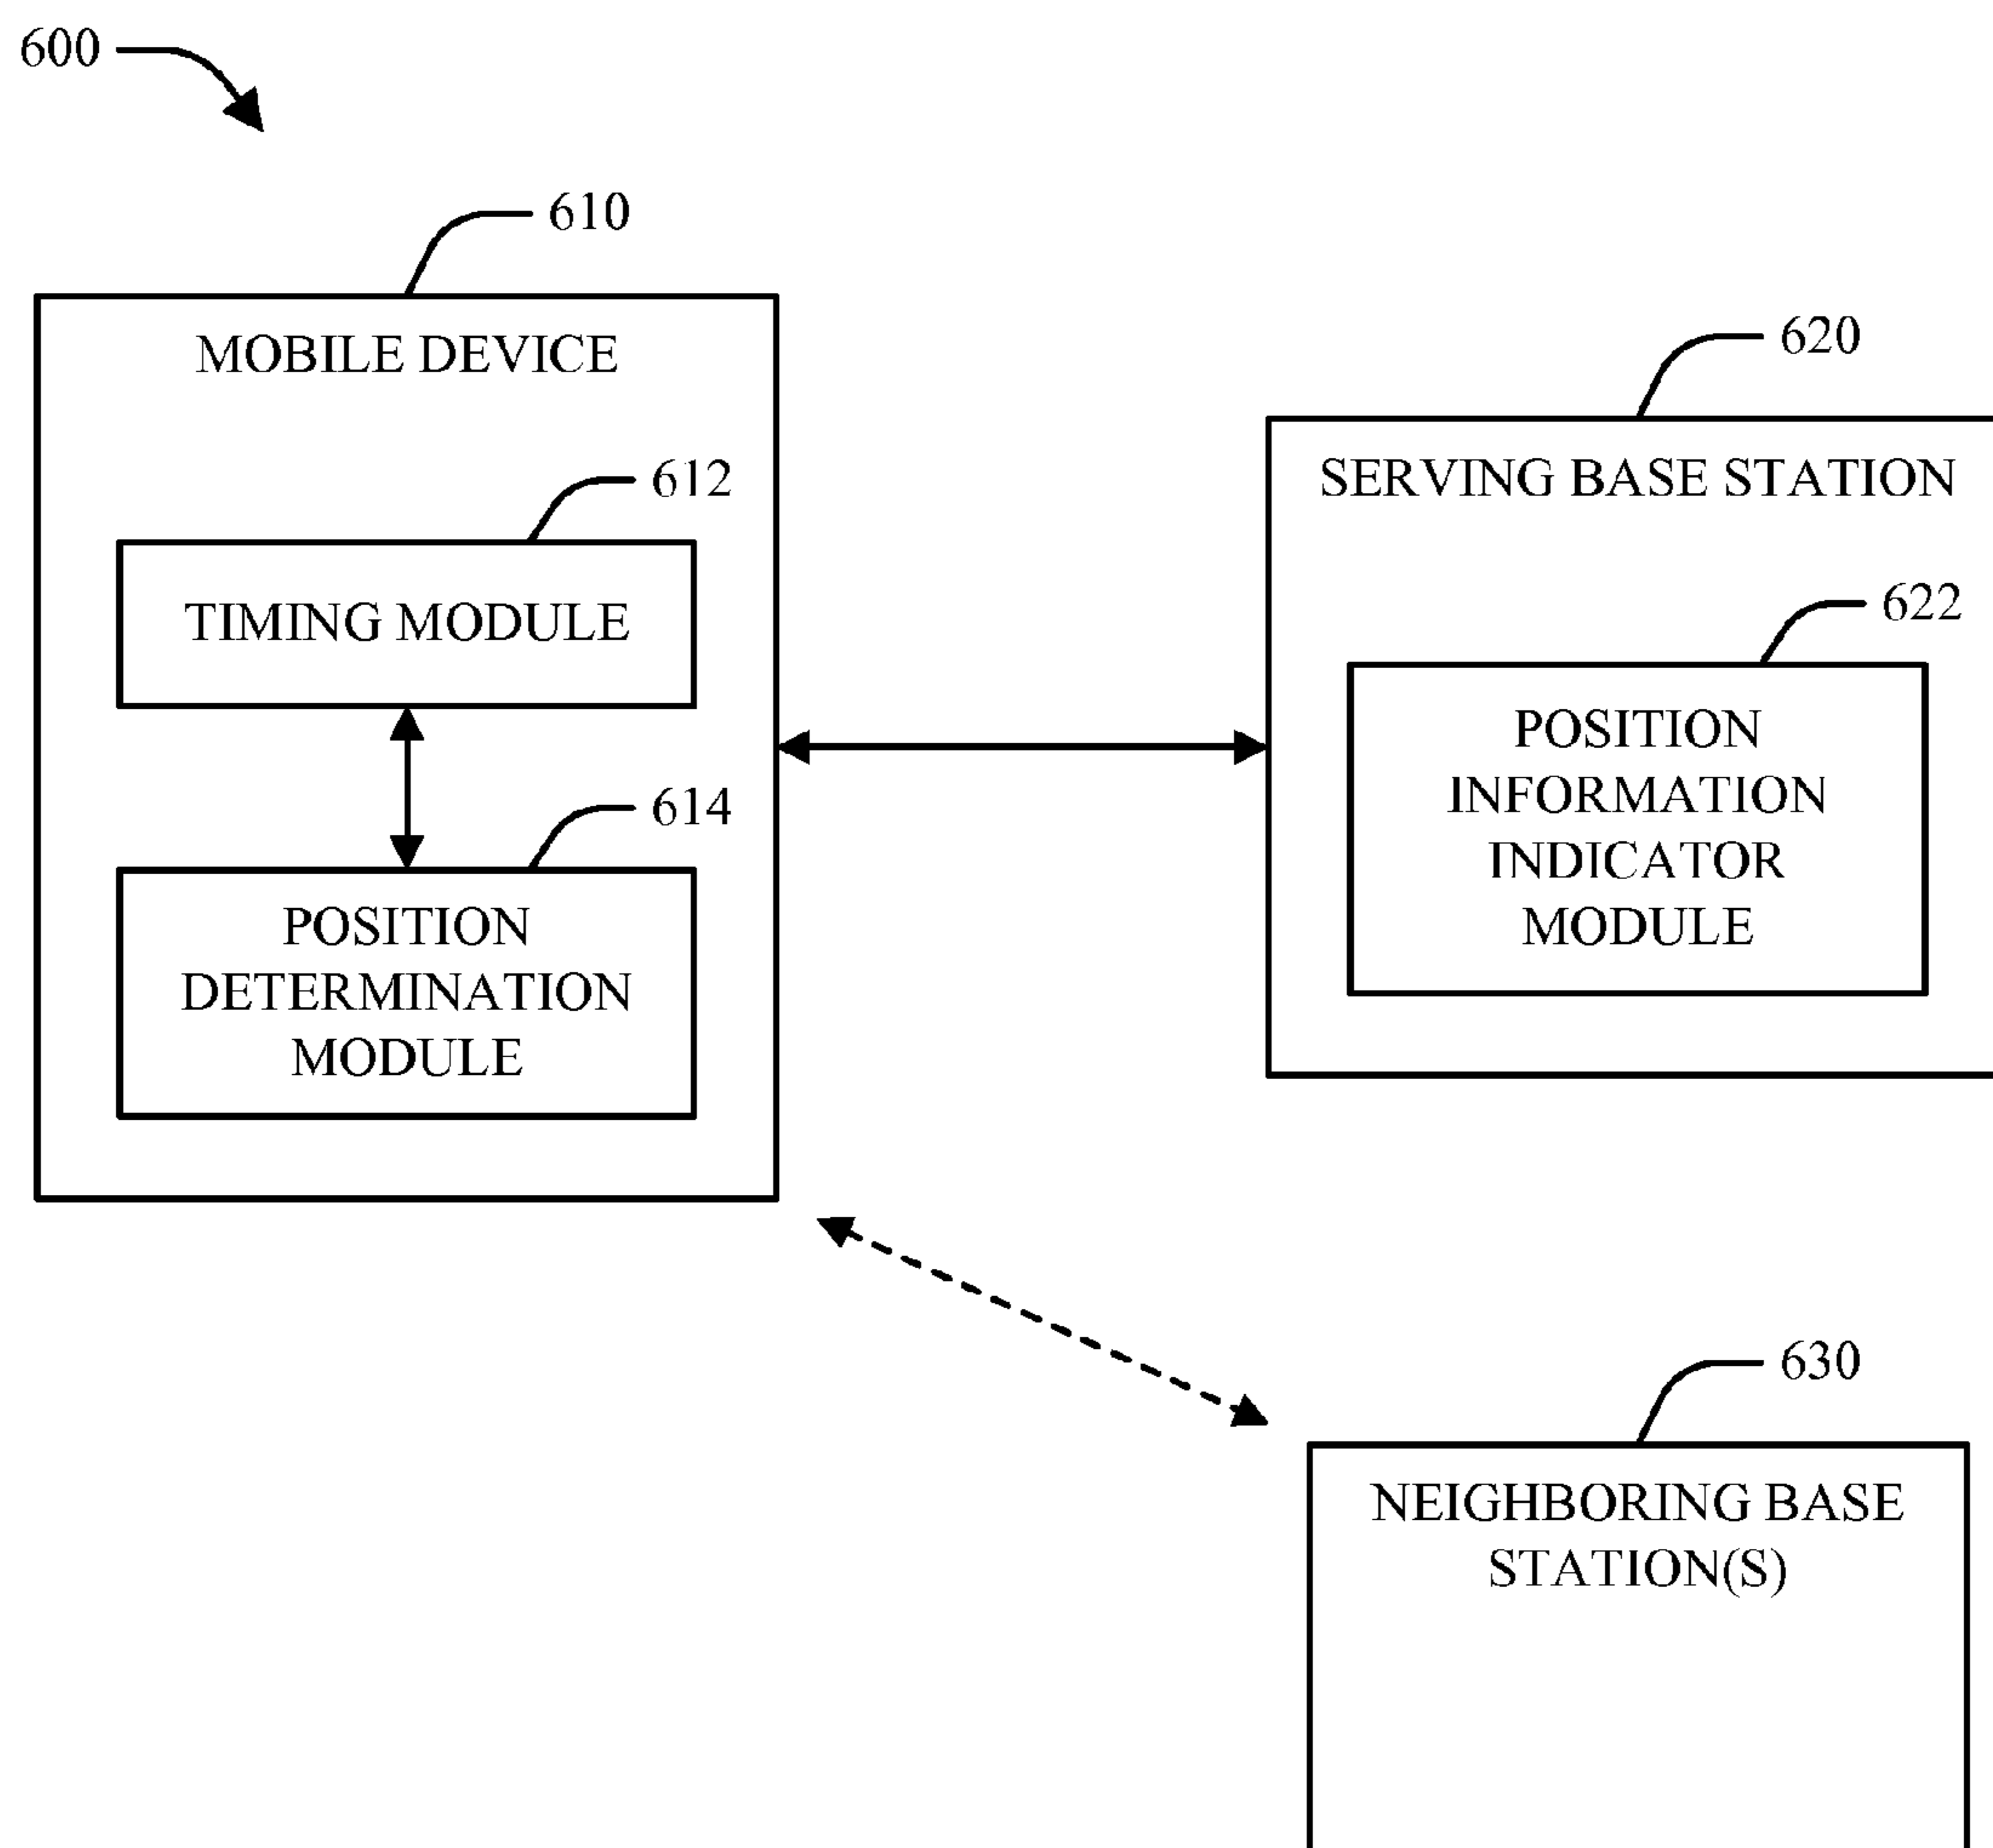 600
610
MOBILE DEVICE
612
TIMING MODULE
614
POSITION
DETERMINATION
MODULE
620
SERVING BASE STATION
622
POSITION
INFORMATION
INDICATOR
MODULE
630
NEIGHBORING BASE
STATION(S)